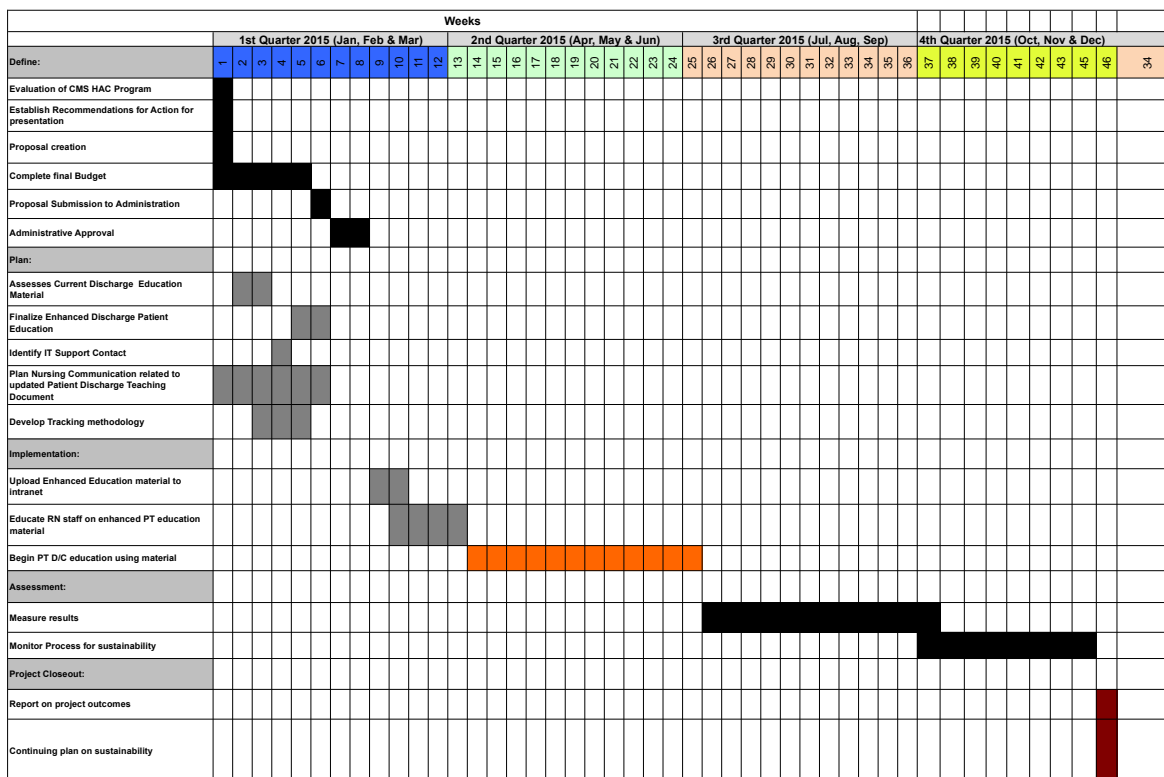 Weeks
1st Quarter 2015 (Jan, Feb & Mar) 2nd Quarter 2015 (Apr, May & Jun) 3rd Quarter 2015 (Jul, Aug, Sep) 4th Quarter 2015 (Oct, Nov & Dec)
Define: 1 2 3 4 5 6 7 8 9 10 11 12 13 14 15 16 17 18 19 20 21 22 23 24 25 26 27 28 29 30 31 32 33 34 35 36 37 38 39 40 41 42 43 45 46 34
Evaluation of CMS HAC Program
Establish Recommendations for Action for
presentation
Proposal creation
Complete final Budget
Proposal Submission to Administration
Administrative Approval
Plan:
Assesses Current Discharge Education
Material
Finalize Enhanced Discharge Patient
Education
Identify IT Support Contact
Plan Nursing Communication related to
updated Patient Discharge Teaching
Document
Develop Tracking methodology
Implementation:
Upload Enhanced Education material to
intranet
Educate RN staff on enhanced PT education
material
Begin PT D/C education using material
Assessment:
Measure results
Monitor Process for sustainability
Project Closeout:
Report on project outcomes
Continuing plan on sustainability